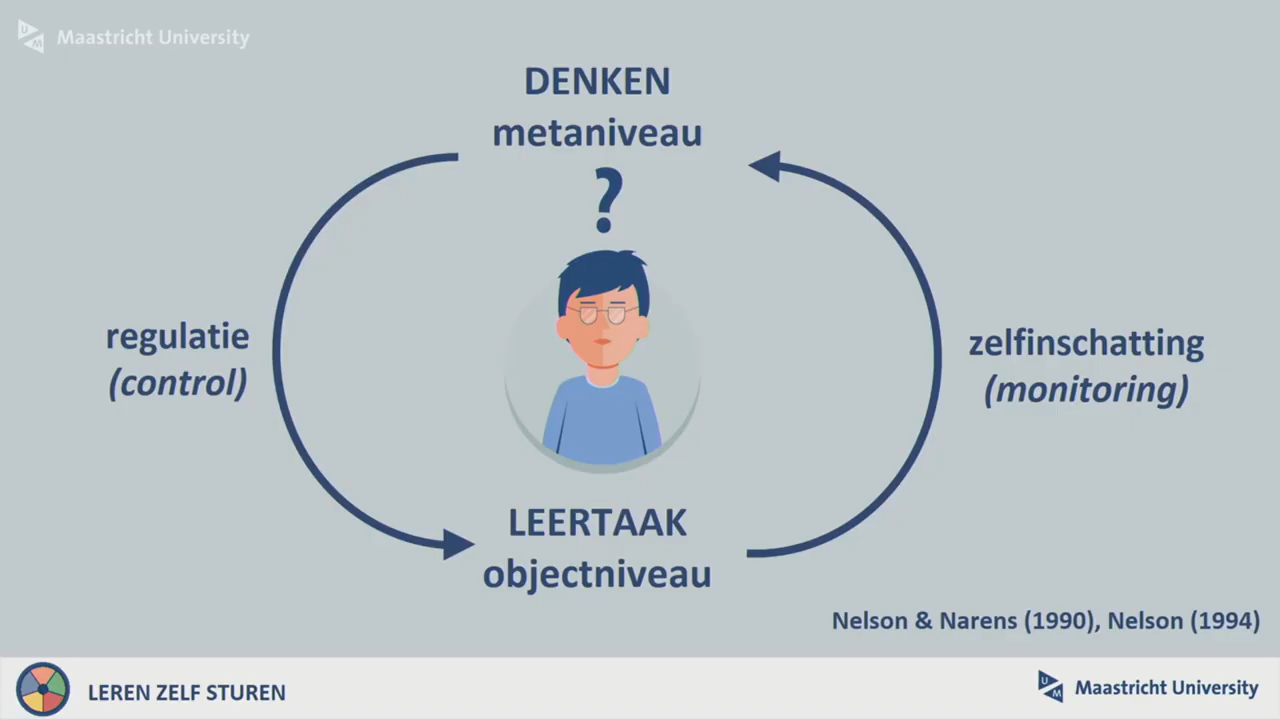 Maastricht University
DENKEN
metaniveau
?
regulatie
(control)
zelfinschatting
(monitoring)
LEERTAAK
objectniveau
Nelson & Narens (1990), Nelson (1994)
LEREN ZELF STUREN
Maastricht University